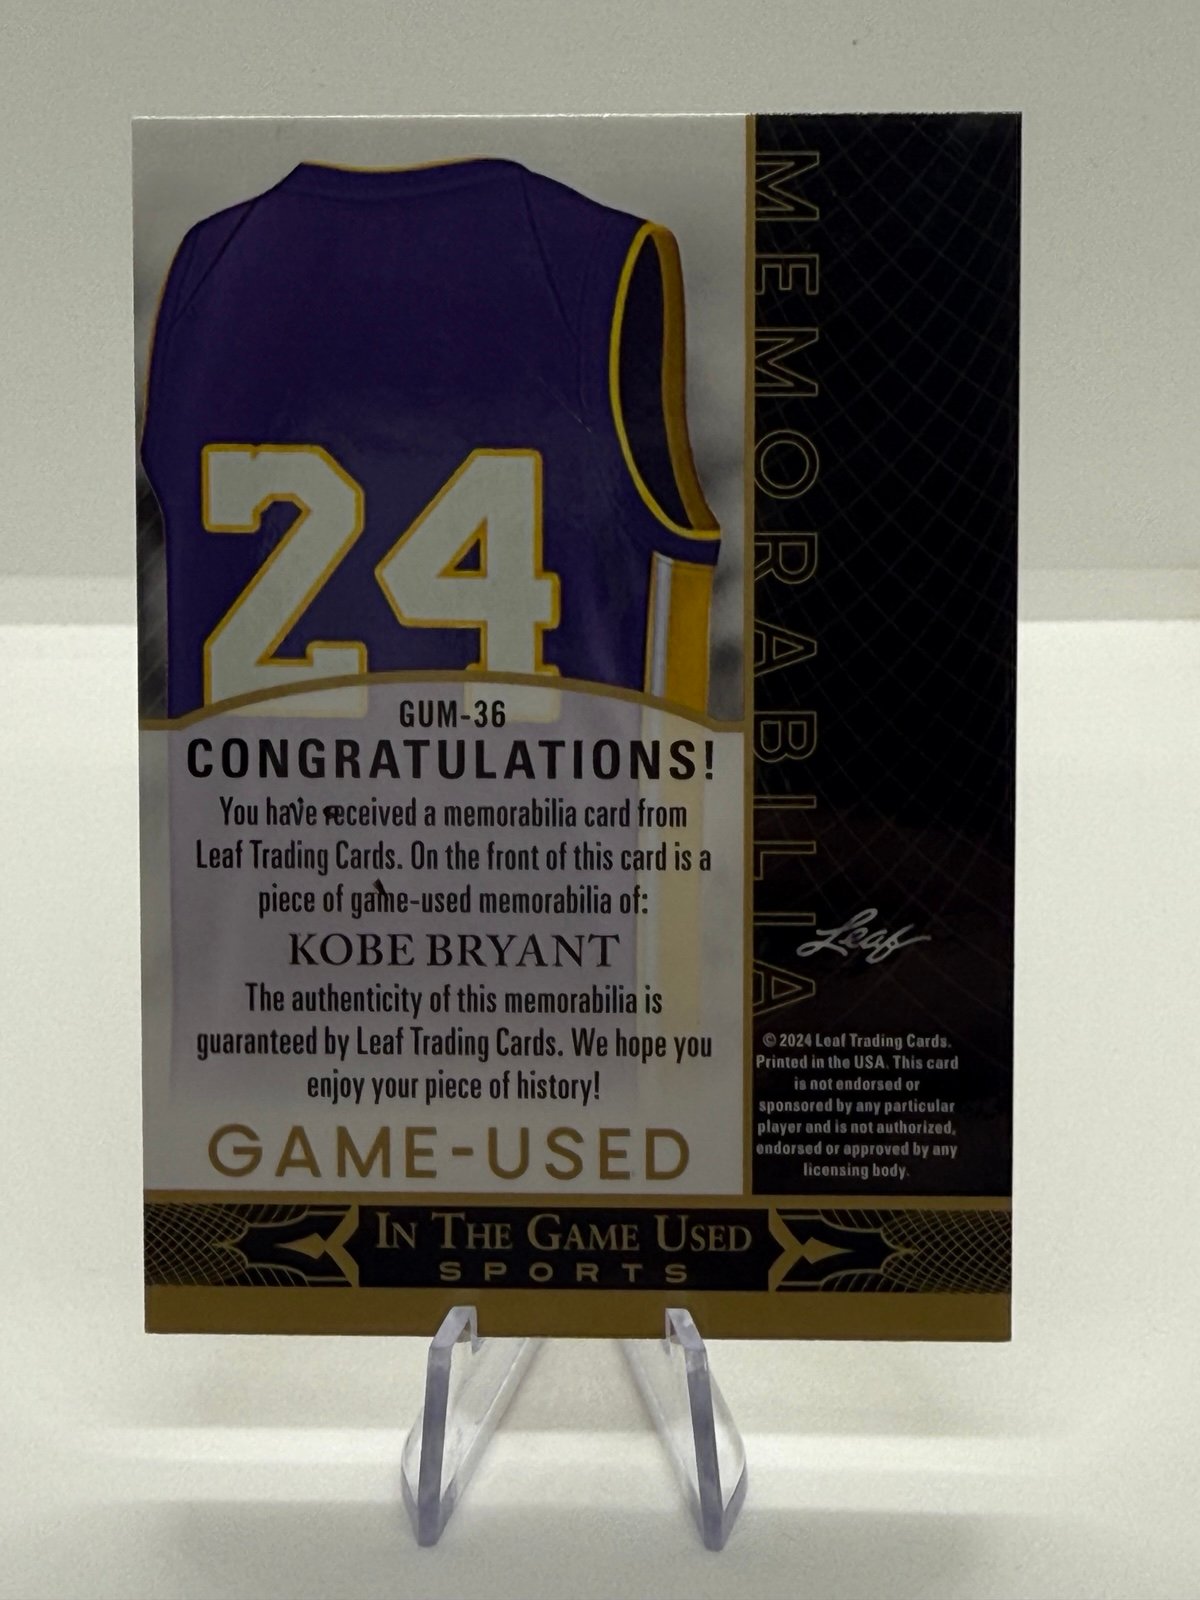 24
GUM-36
CONGRATULATIONS!
You have received a memorabilia card from
Leaf Trading Cards. On the front of this card is a
piece of game-used memorabilia of:
KOBE BRYANT
The authenticity of this memorabilia is
guaranteed by Leaf Trading Cards. We hope you
enjoy your piece of history!
GAME-USED
MEMORABILIA
Leaf
© 2024 Leaf Trading Cards.
Printed in the USA. This card
is not endorsed or
sponsored by any particular
player and is not authorized,
endorsed or approved by any
licensing body.
IN THE GAME USED
SPORTS